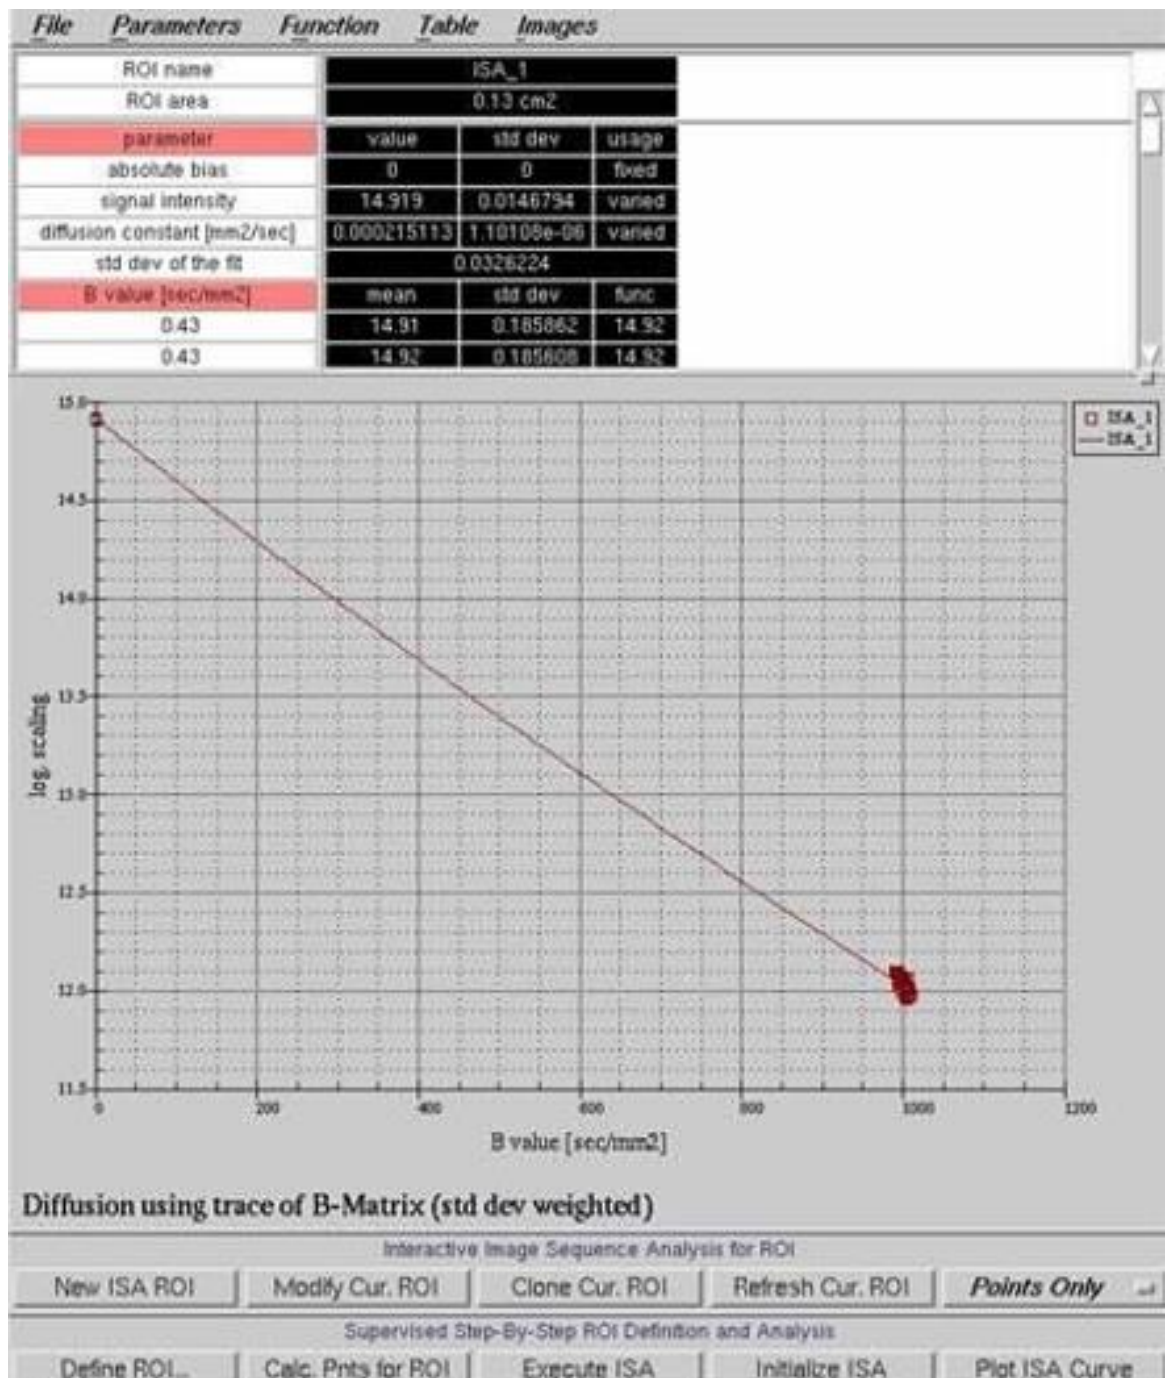 File Parameters Function Table Images
ROI name ISA_1
ROI area 0.13 cm2
parameter value std dev usage
absolute bias 0 0 fixed
signal intensity 14.919 0.0146794 varied
diffusion constant [mm2/sec] 0.000215113 1.10108e-06 varied
std dev of the fit 0.0326224
B value [sec/mm2] mean std dev func
0.43 14.91 0.185862 14.92
0.43 14.92 0.185608 14.92
15.0
ISA_1
ISA_1
14.5
14.0
13.5
log. scaling
13.0
12.5
12.0
11.5
0 200 400 600 800 1000 1200
B value [sec/mm2]
Diffusion using trace of B-Matrix (std dev weighted)
Interactive Image Sequence Analysis for ROI
New ISA ROI Modify Cur. ROI Clone Cur. ROI Refresh Cur. ROI Points Only
Supervised Step-By-Step ROI Definition and Analysis
Define ROI... Calc. Pnts for ROI Execute ISA Initialize ISA Plot ISA Curve